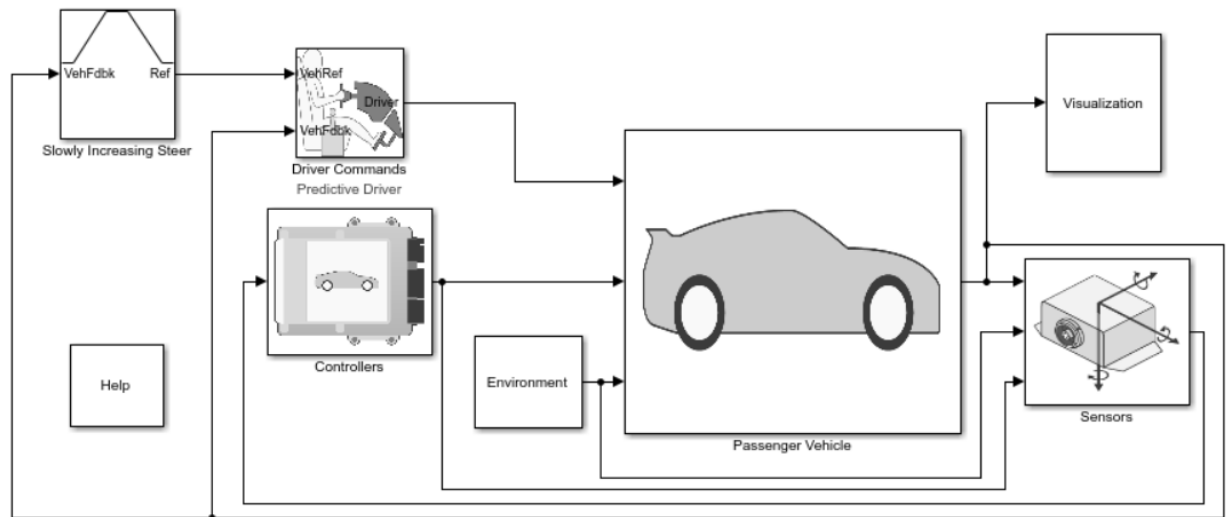 VehFdbk Ref
Slowly Increasing Steer
VehRef
Driver
VehFdbk
Driver Commands
Predictive Driver
Visualization
Controllers
Help
Environment
Passenger Vehicle
Sensors